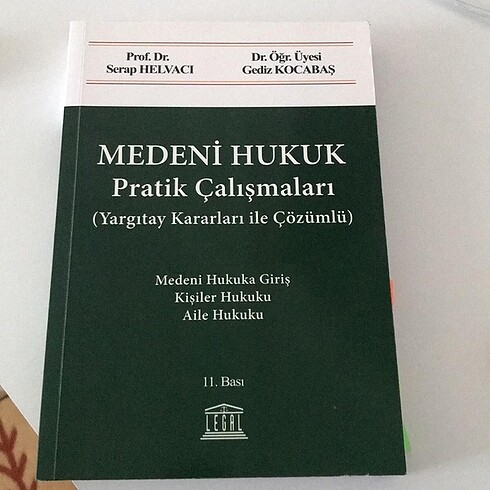 Prof. Dr.
Serap HELVACI
Dr. Öğr. Üyesi
Gediz KOCABAŞ
MEDENİ HUKUK
Pratik Çalışmaları
(Yargıtay Kararları ile Çözümlü)
Medeni Hukuka Giriş
Kişiler Hukuku
Aile Hukuku
11. Bası
LEGAL